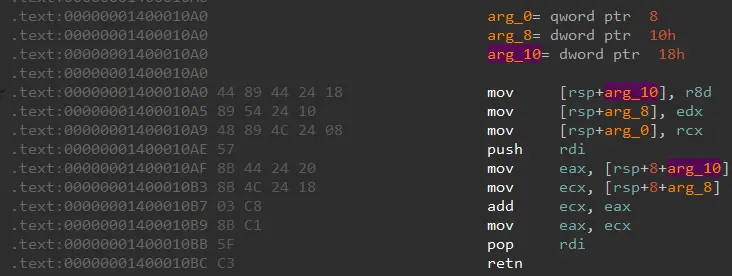 .text:00000001400010A0 arg_0= qword ptr 8
.text:00000001400010A0 arg_8= dword ptr 10h
.text:00000001400010A0 arg_10= dword ptr 18h
.text:00000001400010A0
.text:00000001400010A0 44 89 44 24 18 mov [rsp+arg_10], r8d
.text:00000001400010A5 89 54 24 10 mov [rsp+arg_8], edx
.text:00000001400010A9 48 89 4C 24 08 mov [rsp+arg_0], rcx
.text:00000001400010AE 57 push rdi
.text:00000001400010AF 8B 44 24 20 mov eax, [rsp+8+arg_10]
.text:00000001400010B3 8B 4C 24 18 mov ecx, [rsp+8+arg_8]
.text:00000001400010B7 03 C8 add ecx, eax
.text:00000001400010B9 8B C1 mov eax, ecx
.text:00000001400010BB 5F pop rdi
.text:00000001400010BC C3 retn